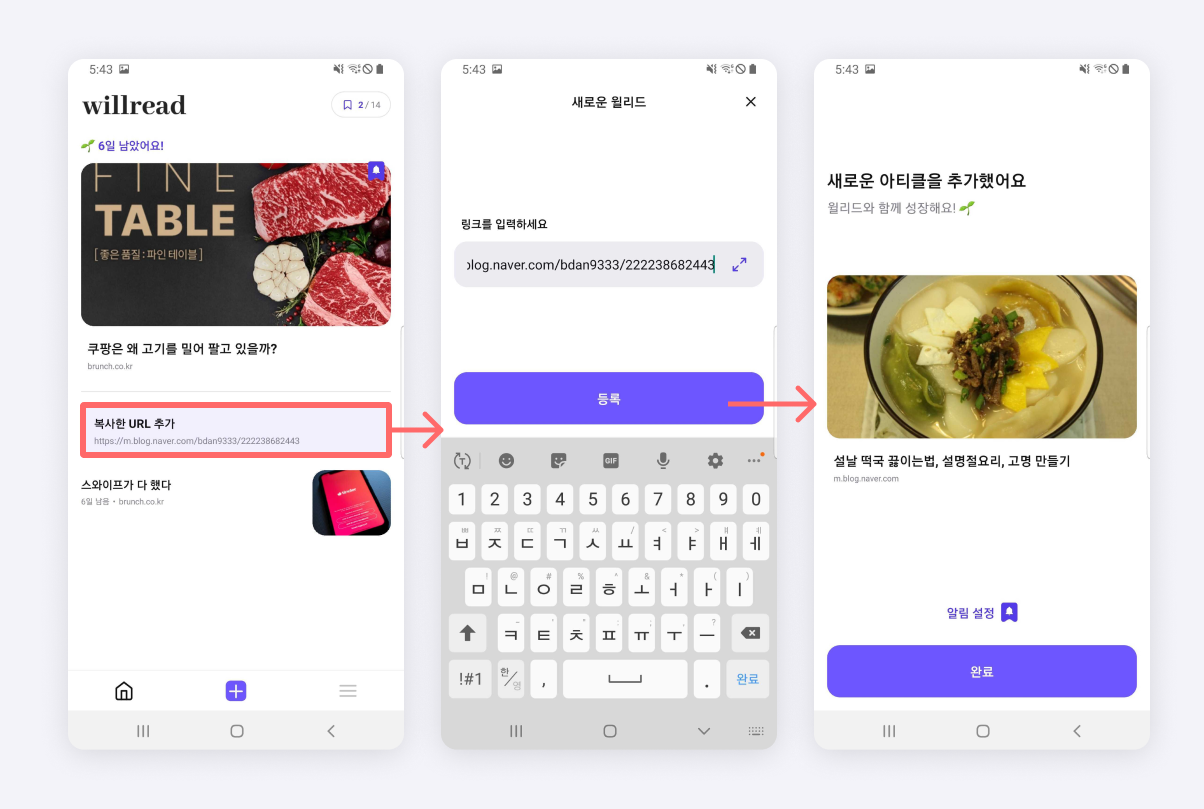 5:43
willread
2 / 14
6일 남았어요!
FINE
TABLE
[좋은품질:파인테이블]
쿠팡은 왜 고기를 밀어 팔고 있을까?
brunch.co.kr
복사한 URL 추가
https://m.blog.naver.com/bdan9333/222238682443
스와이프가 다 했다
6일 남음 • brunch.co.kr
5:43
새로운 윌리드
링크를 입력하세요
blog.naver.com/bdan9333/222238682443
등록
GIF
1 2 3 4 5 6 7 8 9 0
ㅃ ㅉ ㄸ ㄲ ㅆ / < > ㅒ ㅖ
ㅂ ㅈ ㄷ ㄱ ㅅ ㅛ ㅕ ㅑ ㅐ ㅔ
! @ # % ^ & * ( )
ㅁ ㄴ ㅇ ㄹ ㅎ ㅗ ㅓ ㅏ ㅣ
ㅋ ㅌ ㅊ ㅍ ㅠ ㅜ ㅡ
!#1 한/영 , . 완료
5:43
새로운 아티클을 추가했어요
윌리드와 함께 성장해요!
설날 떡국 끓이는법, 설명절요리, 고명 만들기
m.blog.naver.com
알림 설정
완료